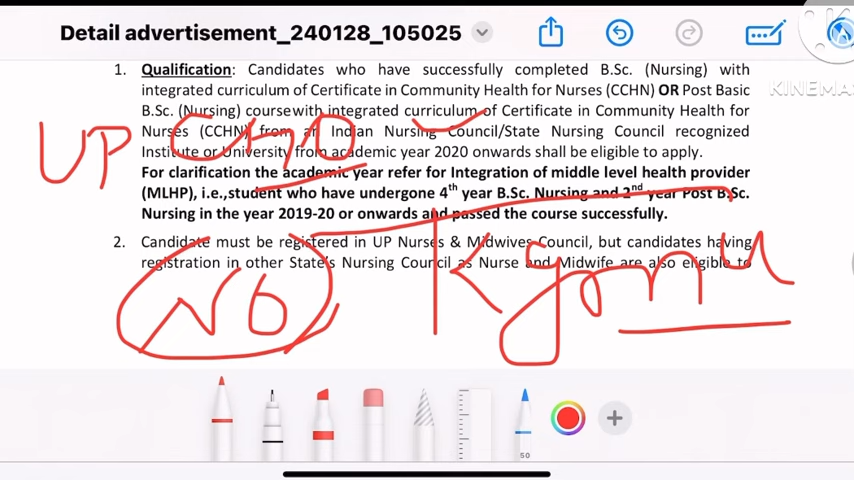 Detail advertisement_240128_105025
KINEMA
1. Qualification: Candidates who have successfully completed B.Sc. (Nursing) with
integrated curriculum of Certificate in Community Health for Nurses (CCHN) OR Post Basic
B.Sc. (Nursing) coursewith integrated curriculum of Certificate in Community Health for
Nurses (CCHN) from an Indian Nursing Council/State Nursing Council recognized
Institute or University from academic year 2020 onwards shall be eligible to apply.
For clarification the academic year refer for Integration of middle level health provider
(MLHP), i.e.,student who have undergone 4th year B.Sc. Nursing and 2nd year Post B.Sc.
Nursing in the year 2019-20 or onwards and passed the course successfully.
UP CHO
2. Candidate must be registered in UP Nurses & Midwives Council, but candidates having
registration in other State's Nursing Council as Nurse and Midwife are also eligible to
NO Kgmu
50